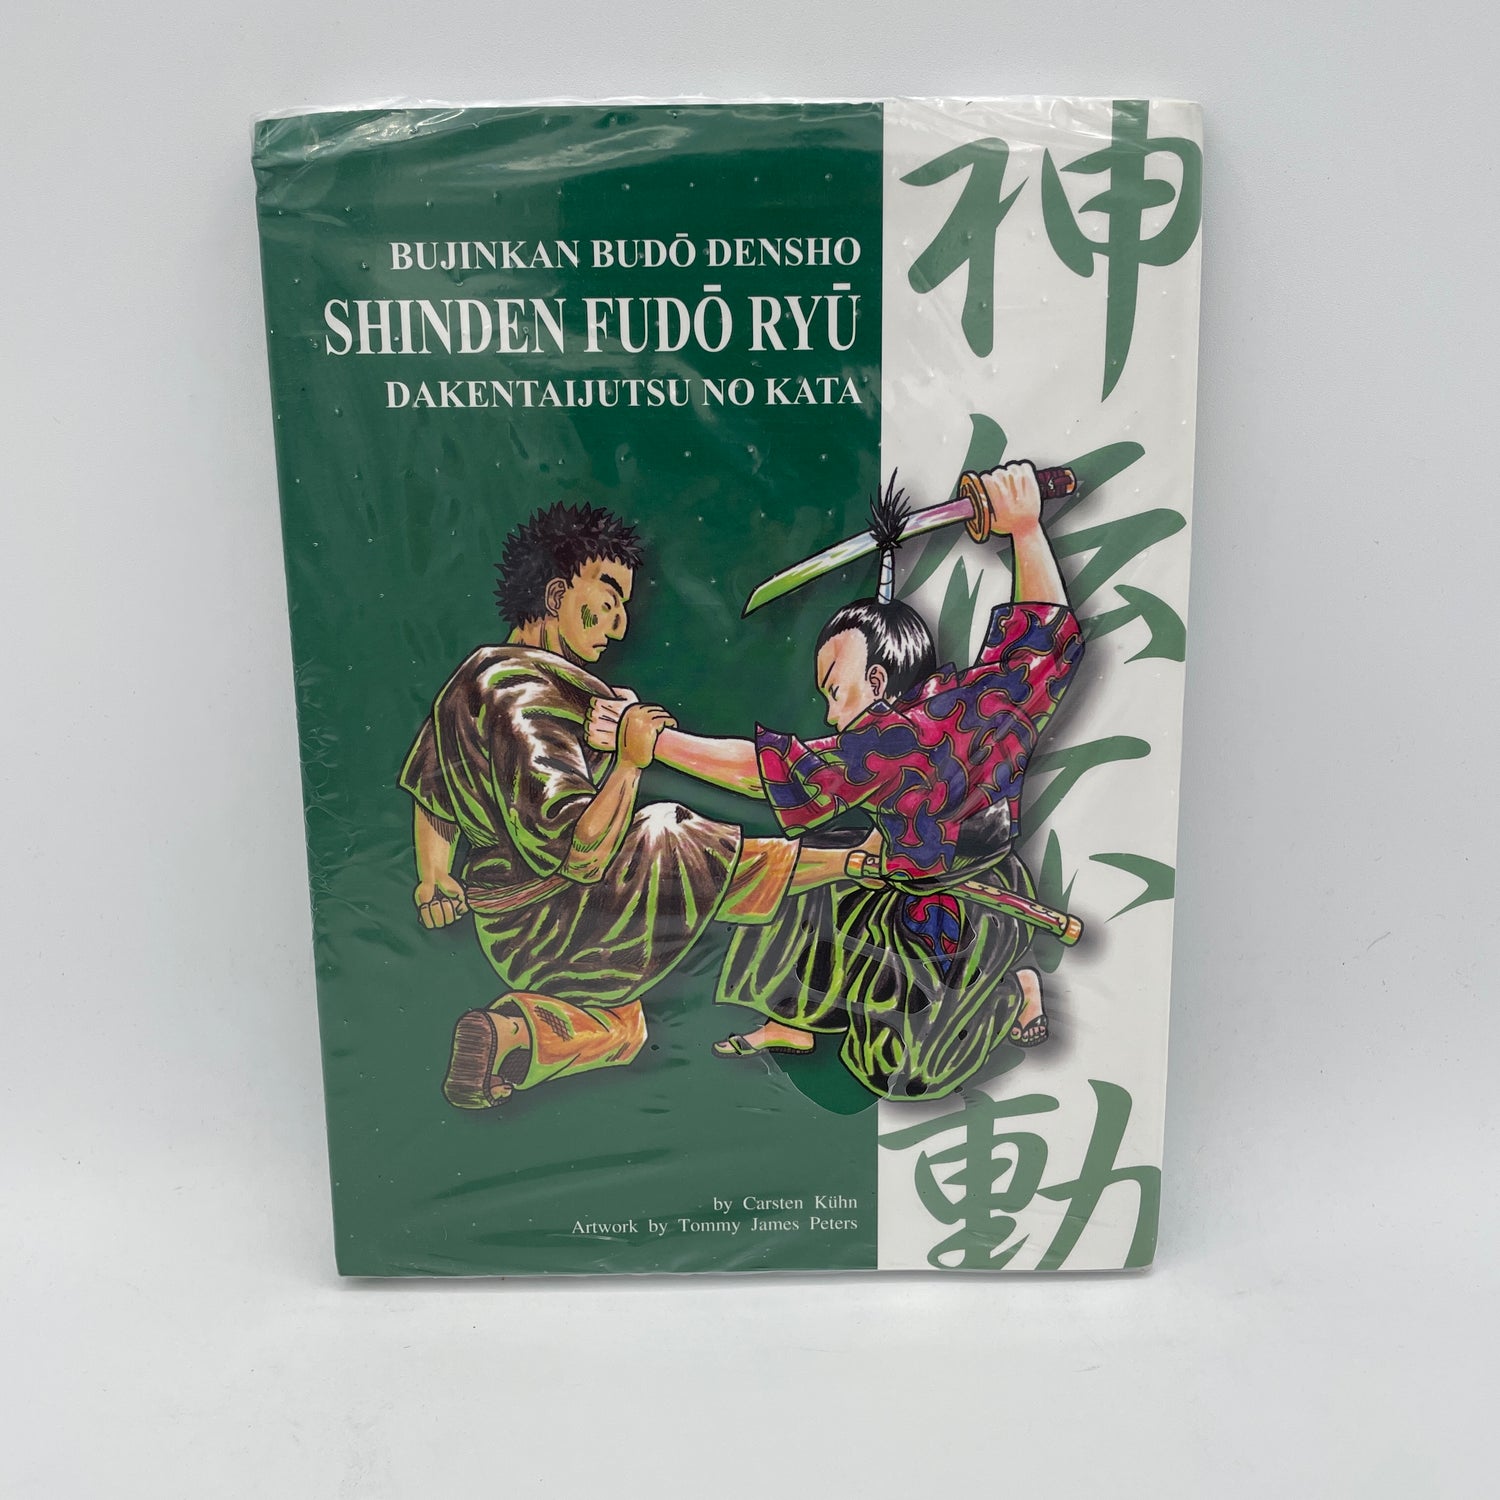 BUJINKAN BUDŌ DENSHO
SHINDEN FUDŌ RYŪ
DAKENTAIJUTSU NO KATA
by Carsten Kühn
Artwork by Tommy James Peters
神
伝
不
動